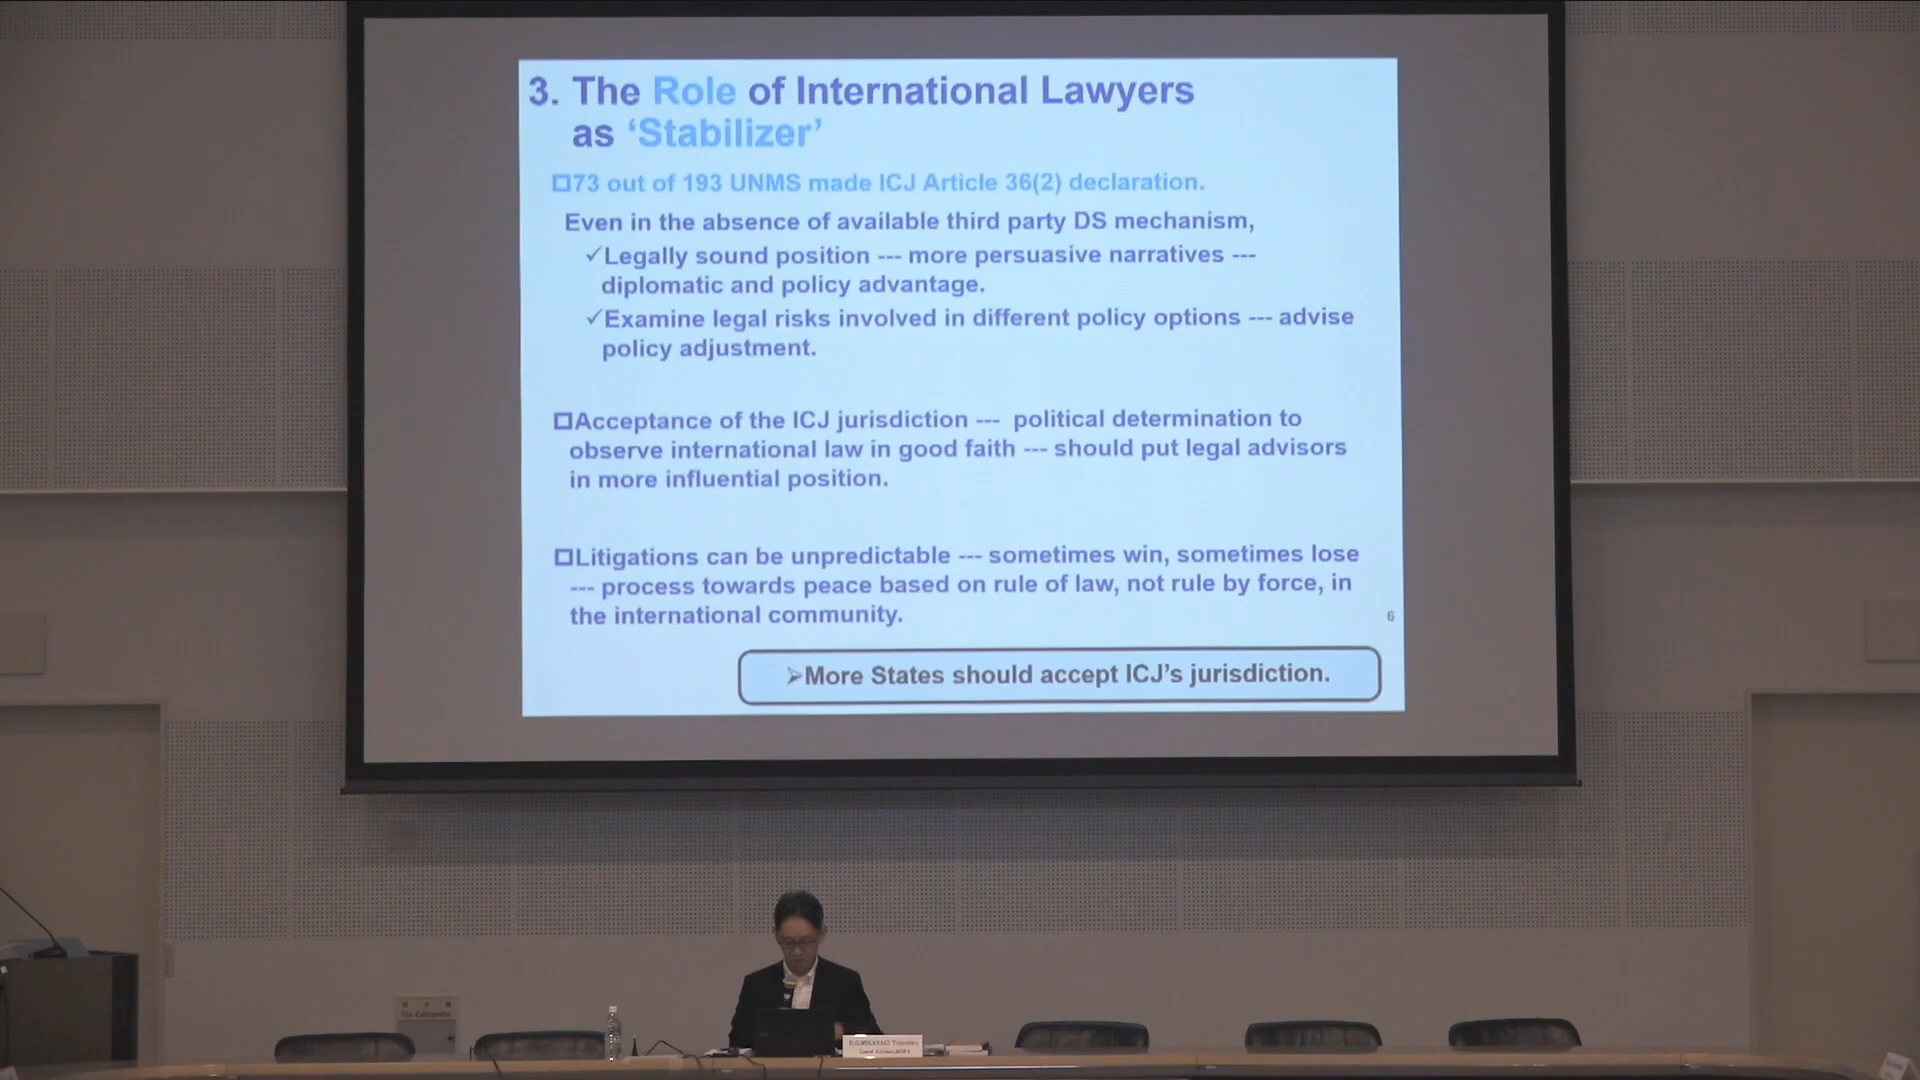 3. The Role of International Lawyers
as ‘Stabilizer’
73 out of 193 UNMS made ICJ Article 36(2) declaration.
Even in the absence of available third party DS mechanism,
✓Legally sound position --- more persuasive narratives ---
diplomatic and policy advantage.
✓Examine legal risks involved in different policy options --- advise
policy adjustment.
Acceptance of the ICJ jurisdiction --- political determination to
observe international law in good faith --- should put legal advisors
in more influential position.
Litigations can be unpredictable --- sometimes win, sometimes lose
--- process towards peace based on rule of law, not rule by force, in
the international community.
6
➢More States should accept ICJ’s jurisdiction.
Fire Extinguisher